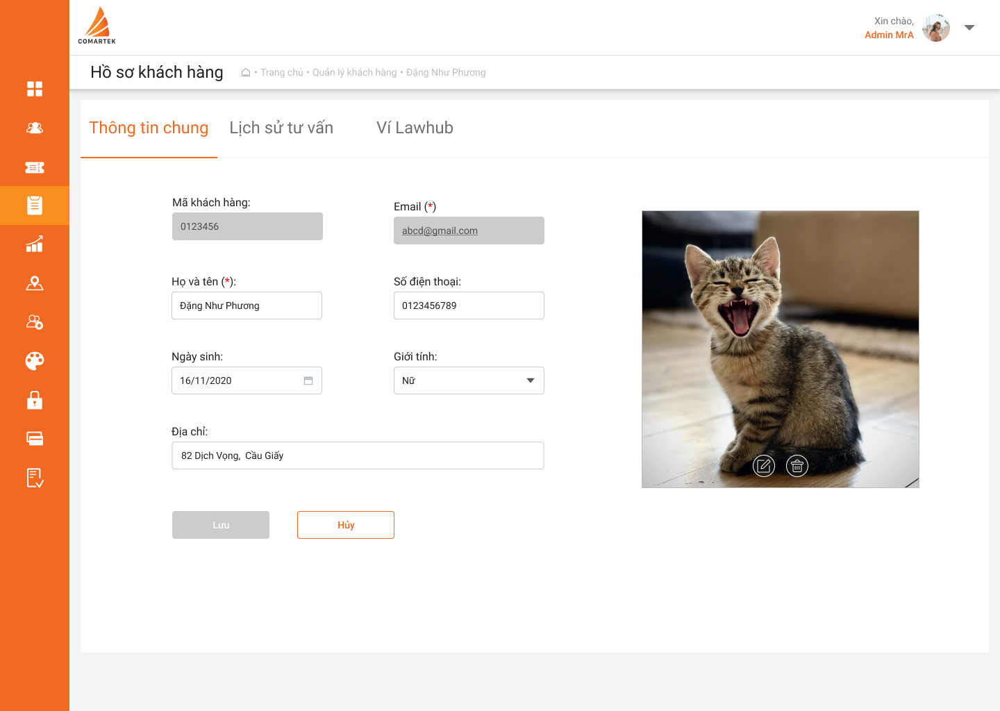 COMARTEK
Xin chào,
Admin MrA
Hồ sơ khách hàng
• Trang chủ • Quản lý khách hàng • Đặng Như Phương
Thông tin chung
Lịch sử tư vấn
Ví Lawhub
Mã khách hàng:
0123456
Email (*)
abcd@gmail.com
Họ và tên (*):
Đặng Như Phương
Số điện thoại:
0123456789
Ngày sinh:
16/11/2020
Giới tính:
Nữ
Địa chỉ:
82 Dịch Vọng, Cầu Giấy
Lưu
Hủy